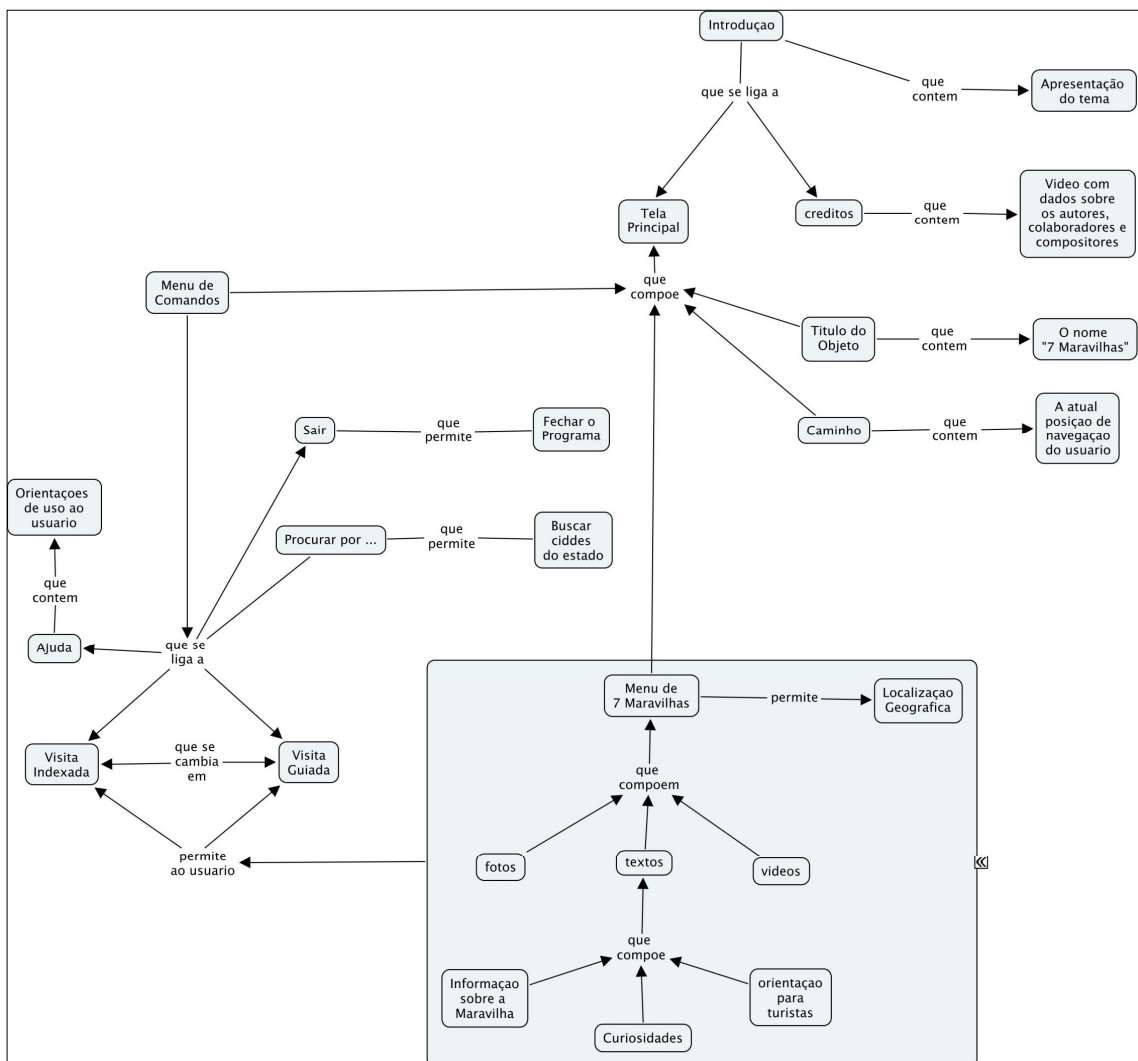 Introduçao
que se liga a
que
contem
Apresentação
do tema
Tela
Principal
creditos
que
contem
Video com
dados sobre
os autores,
colaboradores e
compositores
Menu de
Comandos
que
compoe
Titulo do
Objeto
que
contem
O nome
"7 Maravilhas"
Sair
que
permite
Fechar o
Programa
Caminho
que
contem
A atual
posiçao de
navegaçao
do usuario
Orientaçoes
de uso ao
usuario
Procurar por ...
que
permite
Buscar
ciddes
do estado
que
contem
Ajuda
que se
liga a
Menu de
7 Maravilhas
permite
Localizaçao
Geografica
Visita
Indexada
que se
cambia
em
Visita
Guiada
que
compoem
permite
ao usuario
fotos
textos
videos
que
compoe
Informaçao
sobre a
Maravilha
Curiosidades
orientaçao
para
turistas